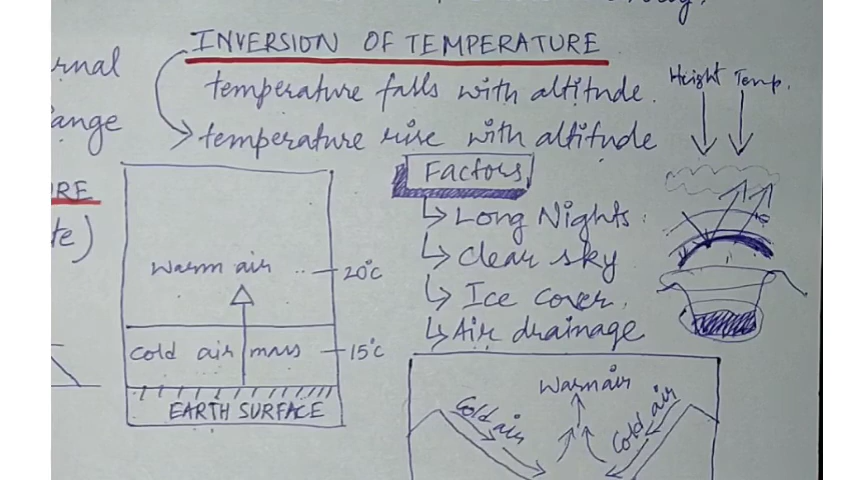 INVERSION OF TEMPERATURE
rnal
temperature falls with altitude.
Height Temp.
ange
temperature rise with altitude
Factors
RE
te)
Long Nights
Clear sky
Warm air 20°C
Ice cover
Air drainage
Cold air mass 15°C
EARTH SURFACE
Warm air
Cold air
Cold air